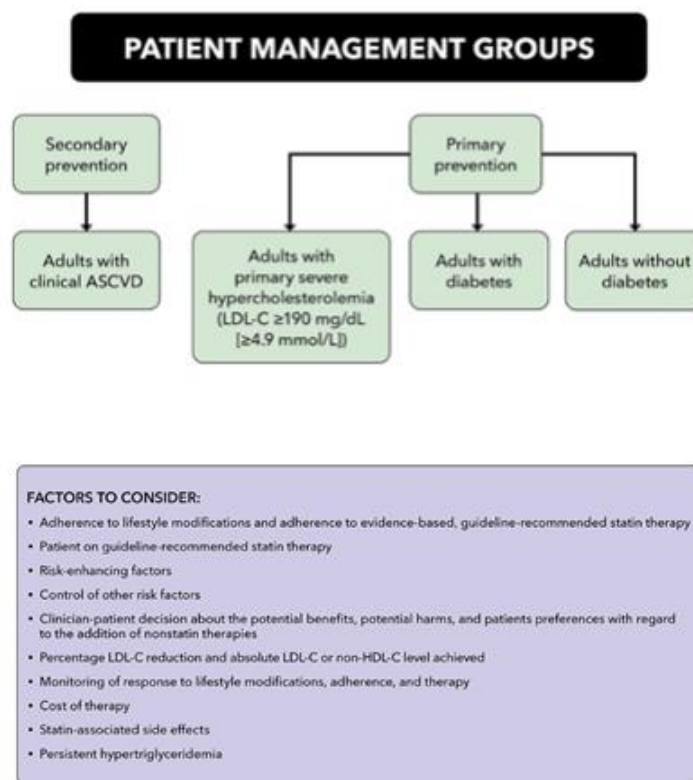 PATIENT MANAGEMENT GROUPS
Secondary
prevention
Primary
prevention
Adults with
clinical ASCVD
Adults with
primary severe
hypercholesterolemia
(LDL-C ≥190 mg/dL
[≥4.9 mmol/L])
Adults with
diabetes
Adults without
diabetes
FACTORS TO CONSIDER:
• Adherence to lifestyle modifications and adherence to evidence-based, guideline-recommended statin therapy
• Patient on guideline-recommended statin therapy
• Risk-enhancing factors
• Control of other risk factors
• Clinician-patient decision about the potential benefits, potential harms, and patients preferences with regard
to the addition of nonstatin therapies
• Percentage LDL-C reduction and absolute LDL-C or non-HDL-C level achieved
• Monitoring of response to lifestyle modifications, adherence, and therapy
• Cost of therapy
• Statin-associated side effects
• Persistent hypertriglyceridemia